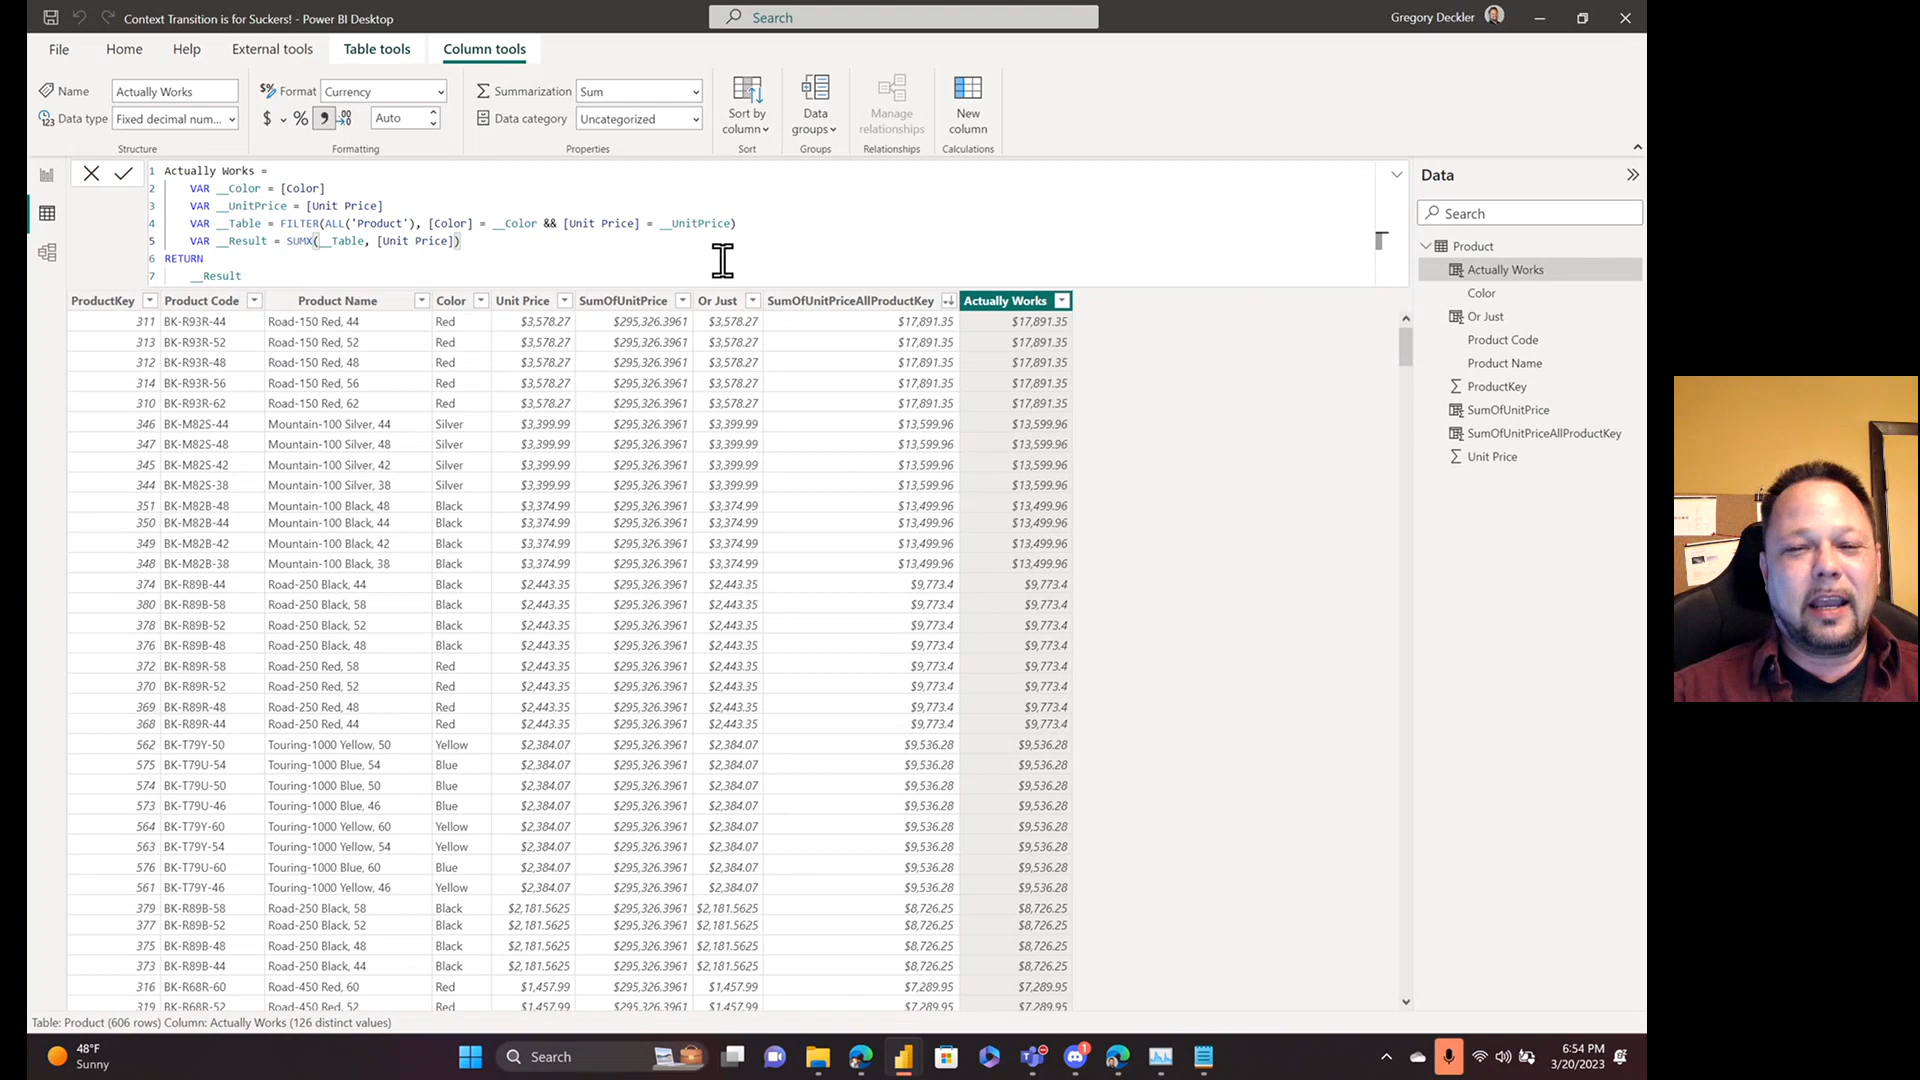 Context Transition is for Suckers! - Power BI Desktop
Search
Gregory Deckler
File Home Help External tools Table tools Column tools
Name Actually Works
Format Currency
Summarization Sum
Data type Fixed decimal num...
$ % Auto
Data category Uncategorized
Sort by column
Data groups
Manage relationships
New column
Structure Formatting Properties Sort Groups Relationships Calculations
1 Actually Works =
2 VAR __Color = [Color]
3 VAR __UnitPrice = [Unit Price]
4 VAR __Table = FILTER(ALL('Product'), [Color] = __Color && [Unit Price] = __UnitPrice)
5 VAR __Result = SUMX(__Table, [Unit Price])
6 RETURN
7 __Result
ProductKey Product Code Product Name Color Unit Price SumOfUnitPrice Or Just SumOfUnitPriceAllProductKey Actually Works
311 BK-R93R-44 Road-150 Red, 44 Red $3,578.27 $295,326.3961 $3,578.27 $17,891.35 $17,891.35
313 BK-R93R-52 Road-150 Red, 52 Red $3,578.27 $295,326.3961 $3,578.27 $17,891.35 $17,891.35
312 BK-R93R-48 Road-150 Red, 48 Red $3,578.27 $295,326.3961 $3,578.27 $17,891.35 $17,891.35
314 BK-R93R-56 Road-150 Red, 56 Red $3,578.27 $295,326.3961 $3,578.27 $17,891.35 $17,891.35
310 BK-R93R-62 Road-150 Red, 62 Red $3,578.27 $295,326.3961 $3,578.27 $17,891.35 $17,891.35
346 BK-M82S-44 Mountain-100 Silver, 44 Silver $3,399.99 $295,326.3961 $3,399.99 $13,599.96 $13,599.96
347 BK-M82S-48 Mountain-100 Silver, 48 Silver $3,399.99 $295,326.3961 $3,399.99 $13,599.96 $13,599.96
345 BK-M82S-42 Mountain-100 Silver, 42 Silver $3,399.99 $295,326.3961 $3,399.99 $13,599.96 $13,599.96
344 BK-M82S-38 Mountain-100 Silver, 38 Silver $3,399.99 $295,326.3961 $3,399.99 $13,599.96 $13,599.96
351 BK-M82B-48 Mountain-100 Black, 48 Black $3,374.99 $295,326.3961 $3,374.99 $13,499.96 $13,499.96
350 BK-M82B-44 Mountain-100 Black, 44 Black $3,374.99 $295,326.3961 $3,374.99 $13,499.96 $13,499.96
349 BK-M82B-42 Mountain-100 Black, 42 Black $3,374.99 $295,326.3961 $3,374.99 $13,499.96 $13,499.96
348 BK-M82B-38 Mountain-100 Black, 38 Black $3,374.99 $295,326.3961 $3,374.99 $13,499.96 $13,499.96
374 BK-R89B-44 Road-250 Black, 44 Black $2,443.35 $295,326.3961 $2,443.35 $9,773.4 $9,773.4
380 BK-R89B-58 Road-250 Black, 58 Black $2,443.35 $295,326.3961 $2,443.35 $9,773.4 $9,773.4
378 BK-R89B-52 Road-250 Black, 52 Black $2,443.35 $295,326.3961 $2,443.35 $9,773.4 $9,773.4
376 BK-R89B-48 Road-250 Black, 48 Black $2,443.35 $295,326.3961 $2,443.35 $9,773.4 $9,773.4
372 BK-R89R-58 Road-250 Red, 58 Red $2,443.35 $295,326.3961 $2,443.35 $9,773.4 $9,773.4
370 BK-R89R-52 Road-250 Red, 52 Red $2,443.35 $295,326.3961 $2,443.35 $9,773.4 $9,773.4
369 BK-R89R-48 Road-250 Red, 48 Red $2,443.35 $295,326.3961 $2,443.35 $9,773.4 $9,773.4
368 BK-R89R-44 Road-250 Red, 44 Red $2,443.35 $295,326.3961 $2,443.35 $9,773.4 $9,773.4
562 BK-T79Y-50 Touring-1000 Yellow, 50 Yellow $2,384.07 $295,326.3961 $2,384.07 $9,536.28 $9,536.28
575 BK-T79U-54 Touring-1000 Blue, 54 Blue $2,384.07 $295,326.3961 $2,384.07 $9,536.28 $9,536.28
574 BK-T79U-50 Touring-1000 Blue, 50 Blue $2,384.07 $295,326.3961 $2,384.07 $9,536.28 $9,536.28
573 BK-T79U-46 Touring-1000 Blue, 46 Blue $2,384.07 $295,326.3961 $2,384.07 $9,536.28 $9,536.28
564 BK-T79Y-60 Touring-1000 Yellow, 60 Yellow $2,384.07 $295,326.3961 $2,384.07 $9,536.28 $9,536.28
563 BK-T79Y-54 Touring-1000 Yellow, 54 Yellow $2,384.07 $295,326.3961 $2,384.07 $9,536.28 $9,536.28
576 BK-T79U-60 Touring-1000 Blue, 60 Blue $2,384.07 $295,326.3961 $2,384.07 $9,536.28 $9,536.28
561 BK-T79Y-46 Touring-1000 Yellow, 46 Yellow $2,384.07 $295,326.3961 $2,384.07 $9,536.28 $9,536.28
379 BK-R89B-58 Road-250 Black, 58 Black $2,181.5625 $295,326.3961 $2,181.5625 $8,726.25 $8,726.25
377 BK-R89B-52 Road-250 Black, 52 Black $2,181.5625 $295,326.3961 $2,181.5625 $8,726.25 $8,726.25
375 BK-R89B-48 Road-250 Black, 48 Black $2,181.5625 $295,326.3961 $2,181.5625 $8,726.25 $8,726.25
373 BK-R89B-44 Road-250 Black, 44 Black $2,181.5625 $295,326.3961 $2,181.5625 $8,726.25 $8,726.25
316 BK-R68R-60 Road-450 Red, 60 Red $1,457.99 $295,326.3961 $1,457.99 $7,289.95 $7,289.95
319 BK-R68R-52 Road-450 Red, 52 Red $1,457.99 $295,326.3961 $1,457.99 $7,289.95 $7,289.95
Data
Search
Product
Actually Works
Color
Or Just
Product Code
Product Name
ProductKey
SumOfUnitPrice
SumOfUnitPriceAllProductKey
Unit Price
Table: Product (606 rows) Column: Actually Works (126 distinct values)
48°F
Sunny
Search
1
6:54 PM
3/20/2023